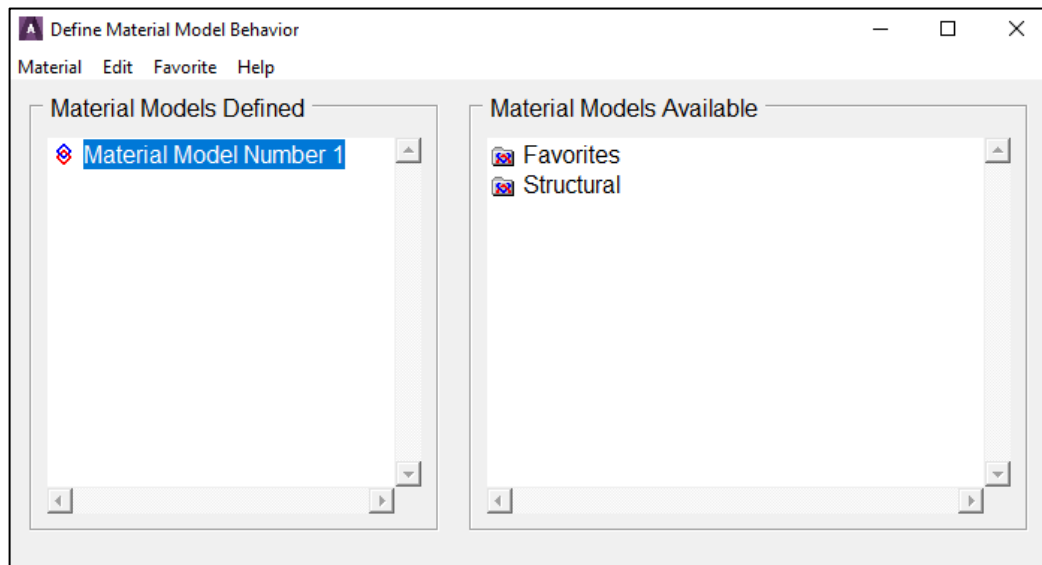 Define Material Model Behavior
Material Edit Favorite Help
Material Models Defined
Material Model Number 1
Material Models Available
Favorites
Structural